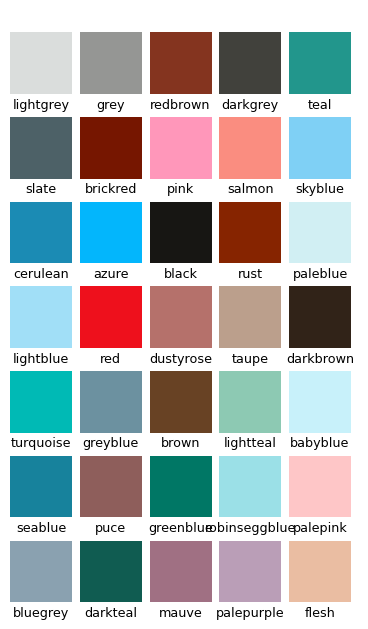 lightgrey grey redbrown darkgrey teal
slate brickred pink salmon skyblue
cerulean azure black rust paleblue
lightblue red dustyrose taupe darkbrown
turquoise greyblue brown lightteal babyblue
seablue puce greenblue robinseggblue palepink
bluegrey darkteal mauve palepurple flesh